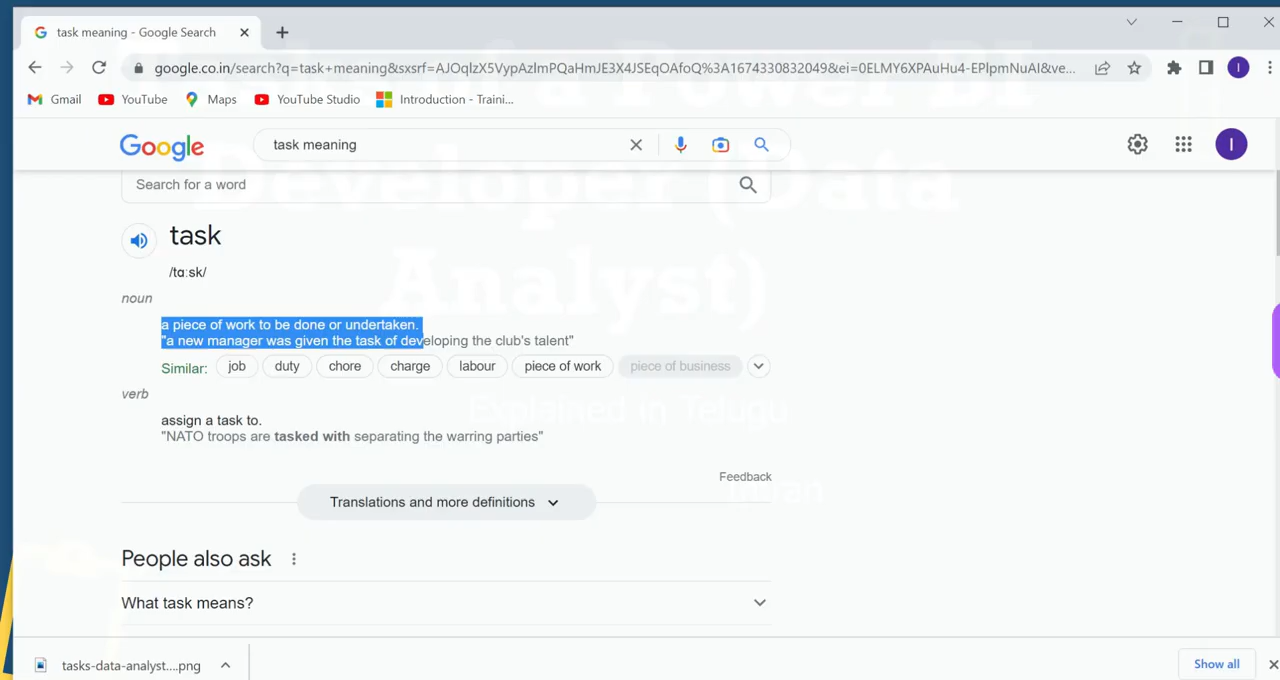 task meaning - Google Search
google.co.in/search?q=task+meaning&sxsrf=AJOqlzX5VypAzlmPQaHmJE3X4JSEqOAfoQ%3A1674330832049&ei=0ELMY6XPAuHu4-EPlpmNuAI&ve...
Gmail YouTube Maps YouTube Studio Introduction - Traini...
Google task meaning I
Search for a word
task
/tɑːsk/
noun
a piece of work to be done or undertaken.
"a new manager was given the task of developing the club's talent"
Similar: job duty chore charge labour piece of work piece of business
verb
assign a task to.
"NATO troops are tasked with separating the warring parties"
Feedback
Translations and more definitions
People also ask
What task means?
tasks-data-analyst....png Show all
of a Power BI
Developer (Data
Analyst)
Explained in Telugu